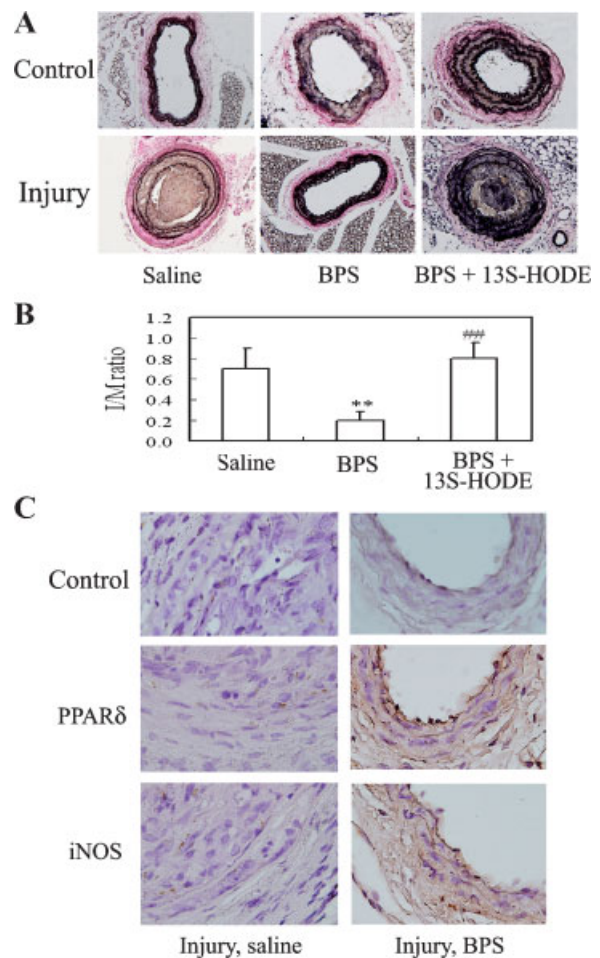 A
Control
Injury
Saline BPS BPS + 13S-HODE
B
I/M ratio
1.2
1.0
0.8
0.6
0.4
0.2
0.0
**
##
Saline BPS BPS +
13S-HODE
C
Control
PPARδ
iNOS
Injury, saline Injury, BPS